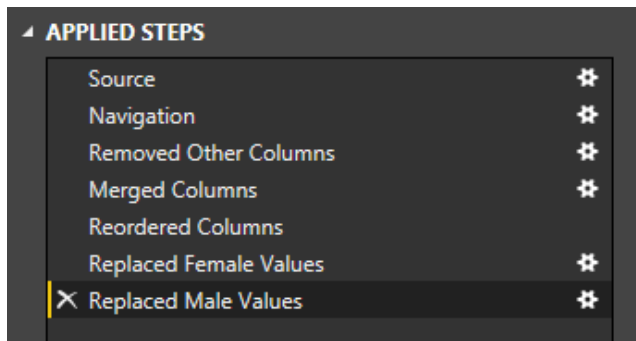 APPLIED STEPS
Source
Navigation
Removed Other Columns
Merged Columns
Reordered Columns
Replaced Female Values
Replaced Male Values